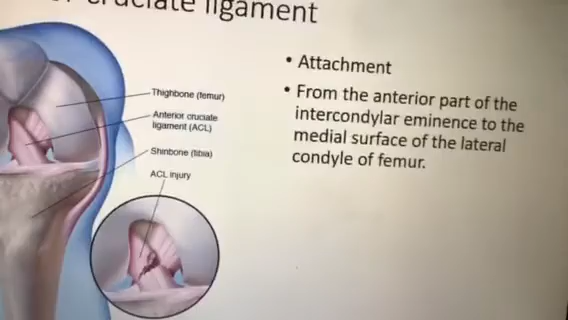 cruciate ligament
• Attachment
• From the anterior part of the
intercondylar eminence to the
medial surface of the lateral
condyle of femur.
Thighbone (femur)
Anterior cruciate
ligament (ACL)
Shinbone (tibia)
ACL injury